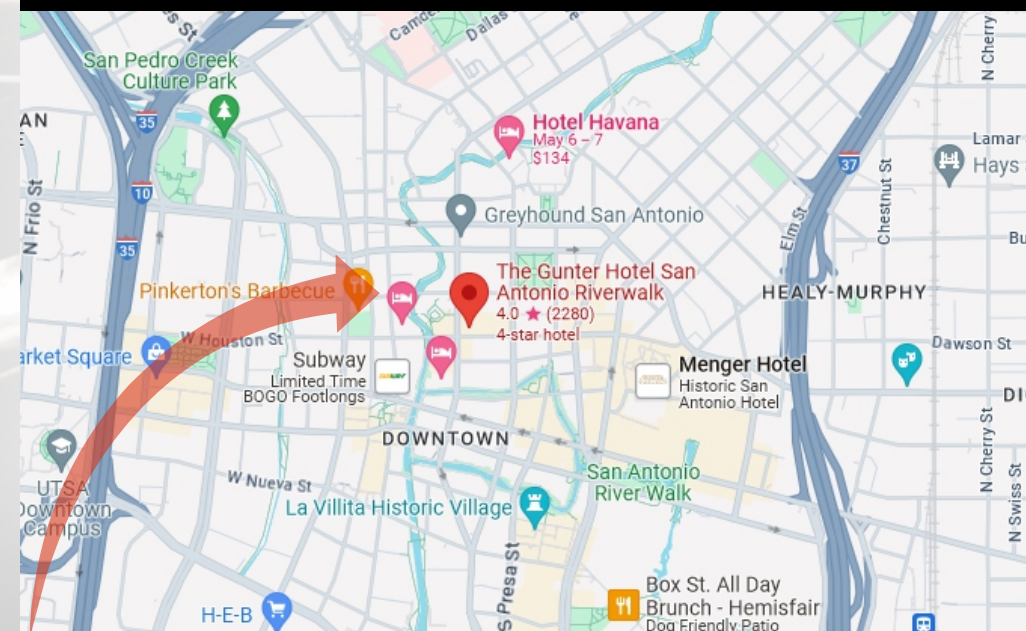 Camden
Dallas
San Pedro Creek
Culture Park
N Cherry
35
AN
Hotel Havana
May 6 – 7
$134
Lamar
37
Hays
10
N Frio St
Chestnut St
Elm St
Greyhound San Antonio
35
The Gunter Hotel San
Antonio Riverwalk
4.0 ★ (2280)
4-star hotel
Pinkerton's Barbecue
HEALY-MURPHY
W Houston St
arket Square
Subway
Limited Time
BOGO Footlongs
Dawson St
Menger Hotel
Historic San
Antonio Hotel
DOWNTOWN
N Cherry St
San Antonio
River Walk
W Nueva St
UTSA
Downtown
Campus
La Villita Historic Village
N Swiss St
S Presa St
Box St. All Day
Brunch - Hemisfair
Dog Friendly Patio
H-E-B